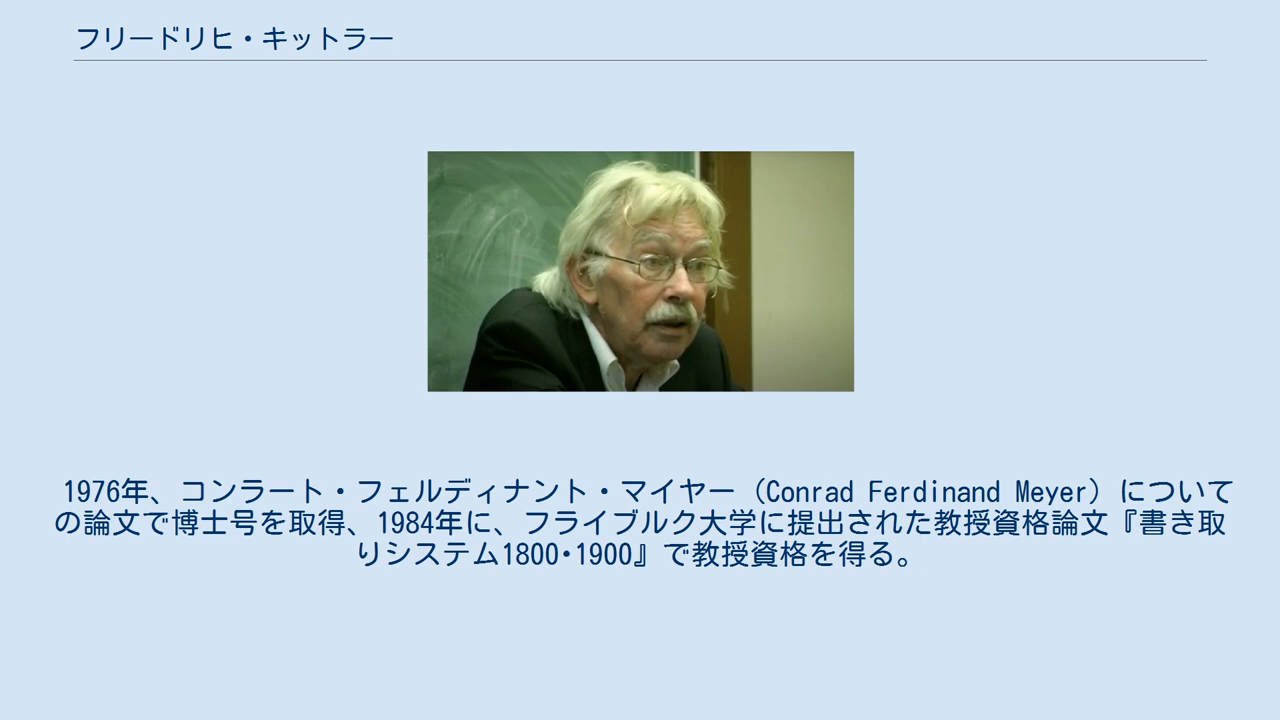 フリードリヒ・キットラー
1976年、コンラート・フェルディナント・マイヤー（Conrad Ferdinand Meyer）について
の論文で博士号を取得、1984年に、フライブルク大学に提出された教授資格論文『書き取
りシステム1800･1900』で教授資格を得る。